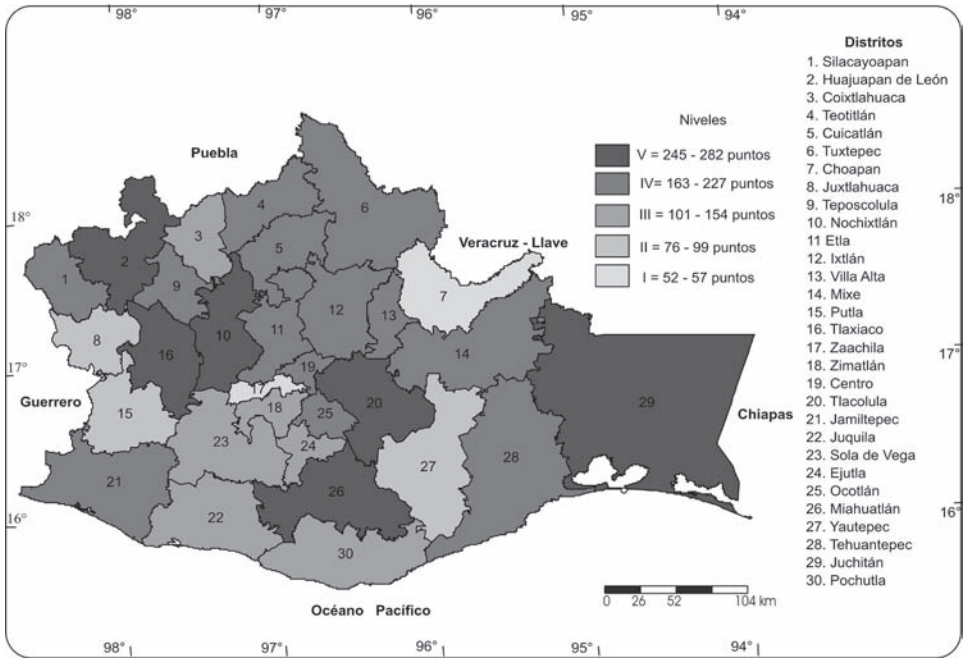 98° 97° 96° 95° 94°
Distritos
1. Silacayoapan
2. Huajuapan de León
3. Coixtlahuaca
4. Teotitlán
5. Cuicatlán
6. Tuxtepec
7. Choapan
8. Juxtlahuaca
9. Teposcolula
10. Nochixtlán
11 Etla
12. Ixtlán
13. Villa Alta
14. Mixe
15. Putla
16. Tlaxiaco
17. Zaachila
18. Zimatlán
19. Centro
20. Tlacolula
21. Jamiltepec
22. Juquila
23. Sola de Vega
24. Ejutla
25. Ocotlán
26. Miahuatlán
27. Yautepec
28. Tehuantepec
29. Juchitán
30. Pochutla
Niveles
V = 245 - 282 puntos
IV= 163 - 227 puntos
III = 101 - 154 puntos
II = 76 - 99 puntos
I = 52 - 57 puntos
Puebla
Veracruz - Llave
Guerrero
Chiapas
Océano Pacífico
18°
17°
16°
18°
17°
16°
1
2
3
4
5
6
7
8
9
10
11
12
13
14
15
16
17
18
19
20
21
22
23
24
25
26
27
28
29
30
0 26 52 104 km
98° 97° 96° 95° 94°